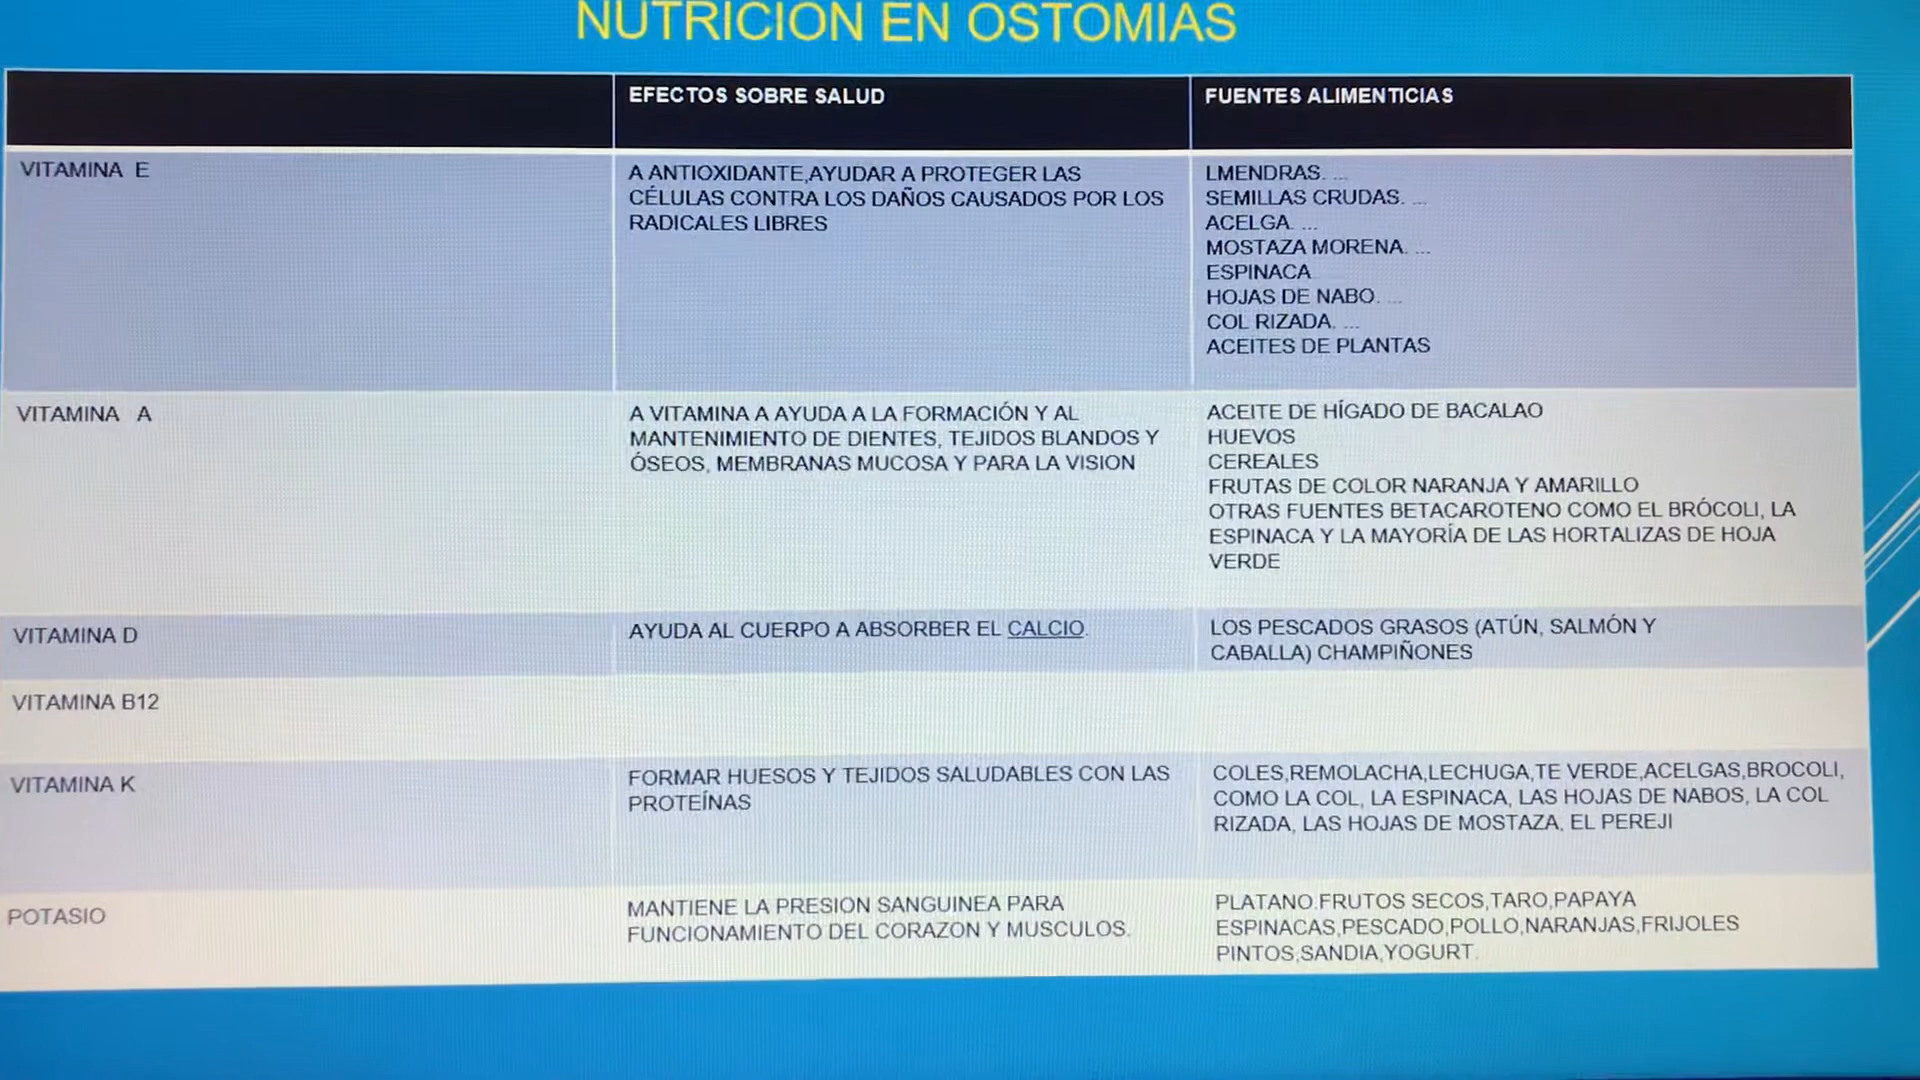 NUTRICION EN OSTOMIAS
EFECTOS SOBRE SALUD
FUENTES ALIMENTICIAS
VITAMINA E
A ANTIOXIDANTE,AYUDAR A PROTEGER LAS
CÉLULAS CONTRA LOS DAÑOS CAUSADOS POR LOS
RADICALES LIBRES
LMENDRAS. ...
SEMILLAS CRUDAS. ...
ACELGA. ...
MOSTAZA MORENA. ...
ESPINACA
HOJAS DE NABO. ...
COL RIZADA. ...
ACEITES DE PLANTAS
VITAMINA A
A VITAMINA A AYUDA A LA FORMACIÓN Y AL
MANTENIMIENTO DE DIENTES, TEJIDOS BLANDOS Y
ÓSEOS, MEMBRANAS MUCOSA Y PARA LA VISION
ACEITE DE HÍGADO DE BACALAO
HUEVOS
CEREALES
FRUTAS DE COLOR NARANJA Y AMARILLO
OTRAS FUENTES BETACAROTENO COMO EL BRÓCOLI, LA
ESPINACA Y LA MAYORÍA DE LAS HORTALIZAS DE HOJA
VERDE
VITAMINA D
AYUDA AL CUERPO A ABSORBER EL CALCIO.
LOS PESCADOS GRASOS (ATÚN, SALMÓN Y
CABALLA) CHAMPIÑONES
VITAMINA B12
VITAMINA K
FORMAR HUESOS Y TEJIDOS SALUDABLES CON LAS
PROTEÍNAS
COLES,REMOLACHA,LECHUGA,TE VERDE,ACELGAS,BROCOLI,
COMO LA COL, LA ESPINACA, LAS HOJAS DE NABOS, LA COL
RIZADA, LAS HOJAS DE MOSTAZA, EL PEREJI
POTASIO
MANTIENE LA PRESION SANGUINEA PARA
FUNCIONAMIENTO DEL CORAZON Y MUSCULOS.
PLATANO.FRUTOS SECOS,TARO,PAPAYA
ESPINACAS,PESCADO,POLLO,NARANJAS,FRIJOLES
PINTOS,SANDIA,YOGURT.